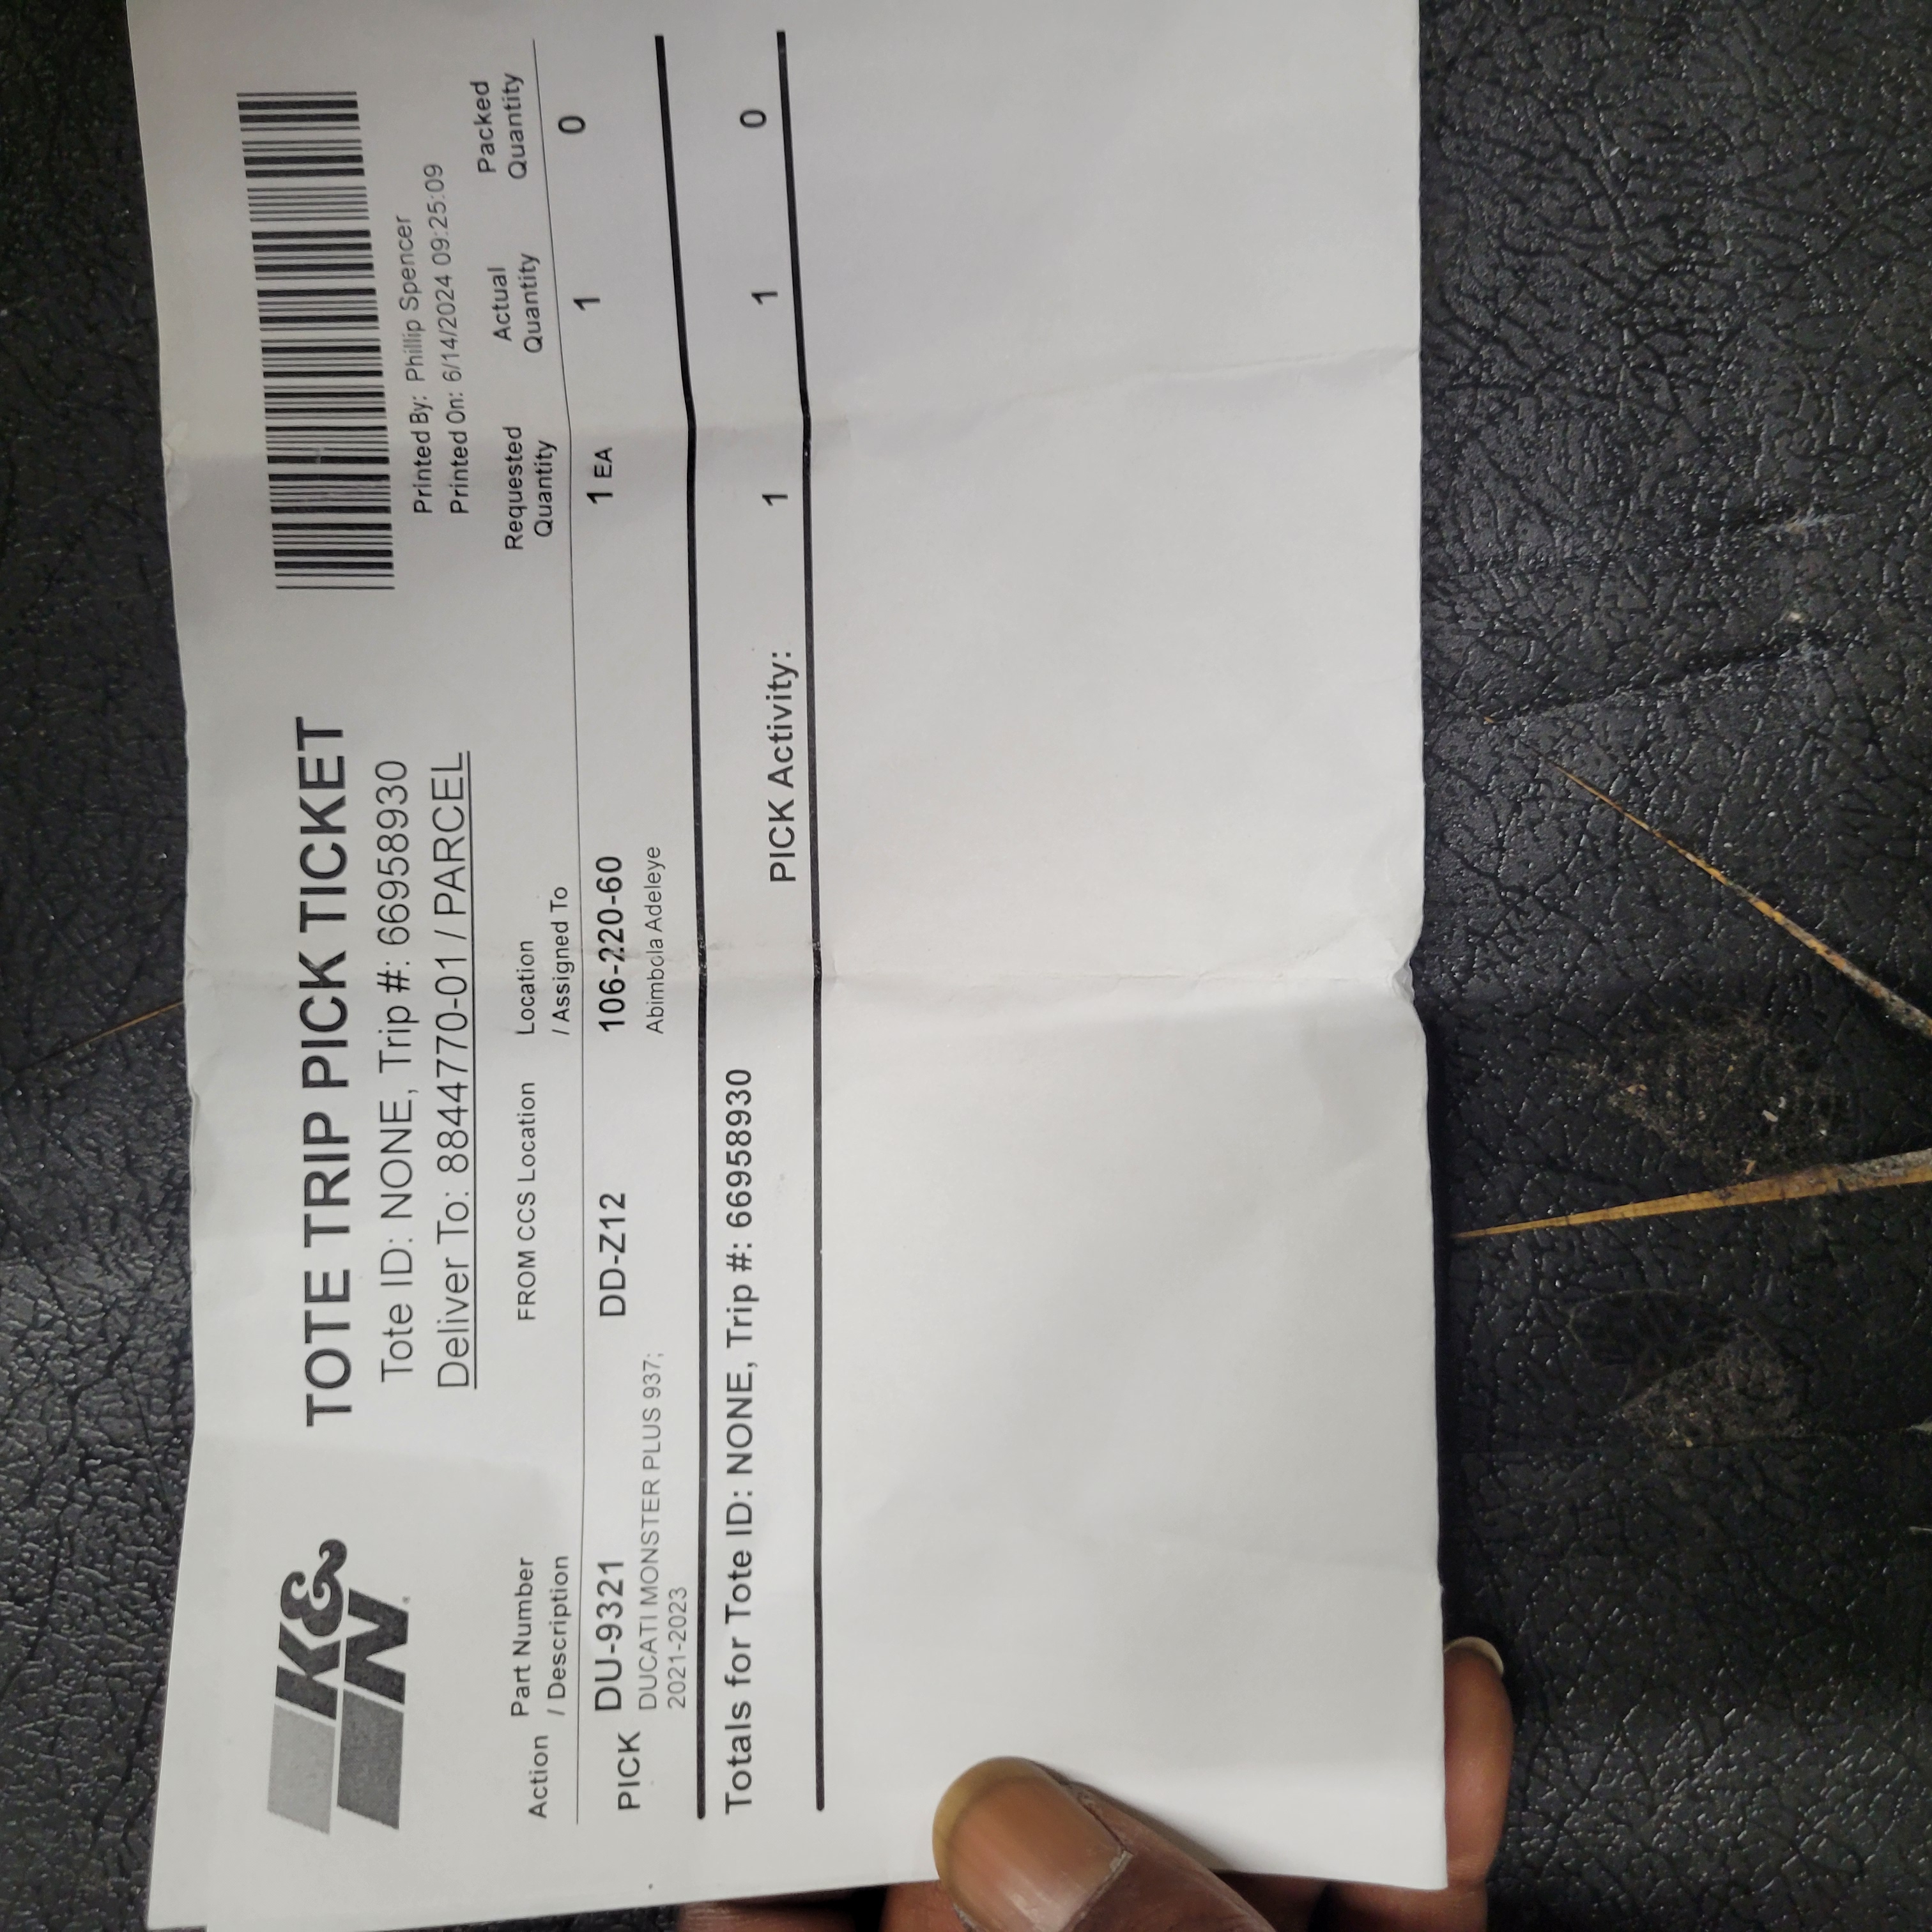 K&N
TOTE TRIP PICK TICKET
Tote ID: NONE, Trip #: 66958930
Deliver To: 8844770-01 / PARCEL
Printed By: Phillip Spencer
Printed On: 6/14/2024 09:25:09
Action Part Number / Description FROM CCS Location Location / Assigned To Requested Quantity Actual Quantity Packed Quantity
PICK DU-9321 DD-Z12 106-220-60 1 EA 1 0
DUCATI MONSTER PLUS 937; Abimbola Adeleye
2021-2023
Totals for Tote ID: NONE, Trip #: 66958930 PICK Activity: 1 1 0